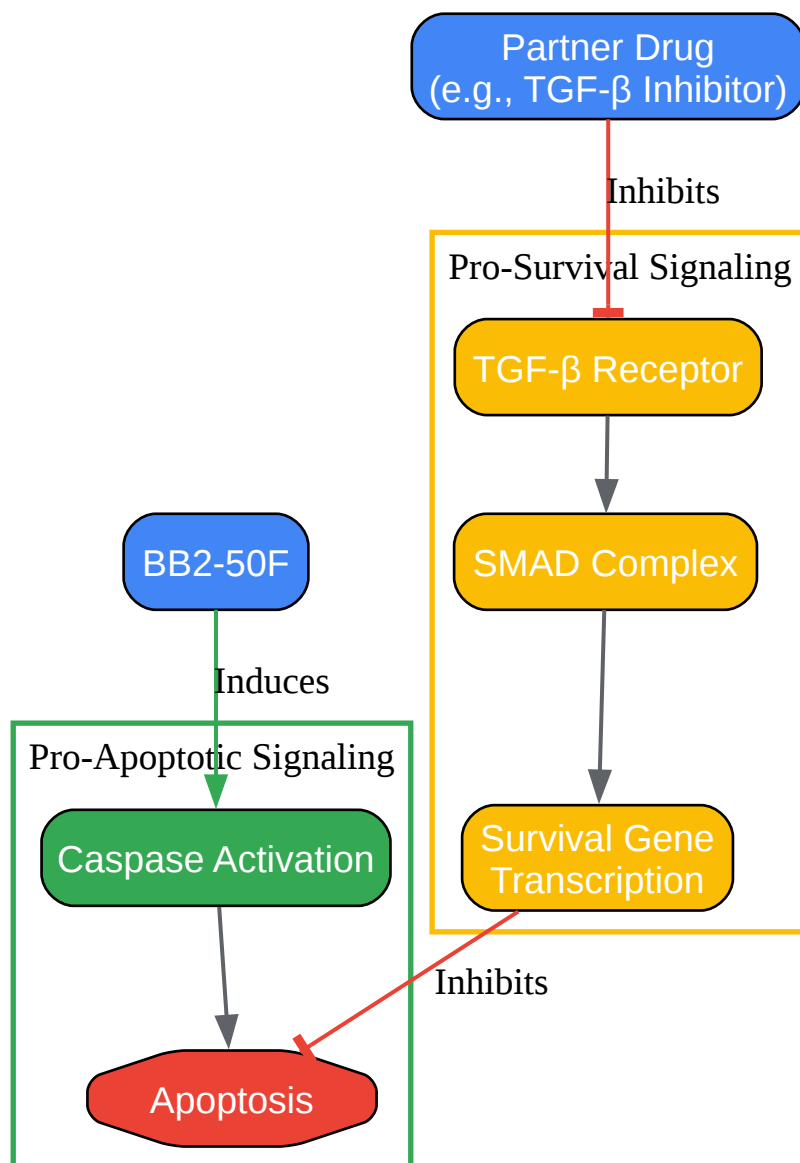 Partner Drug
(e.g., TGF-β Inhibitor)
Inhibits
Pro-Survival Signaling
TGF-β Receptor
SMAD Complex
BB2-50F
Induces
Pro-Apoptotic Signaling
Caspase Activation
Survival Gene
Transcription
Inhibits
Apoptosis